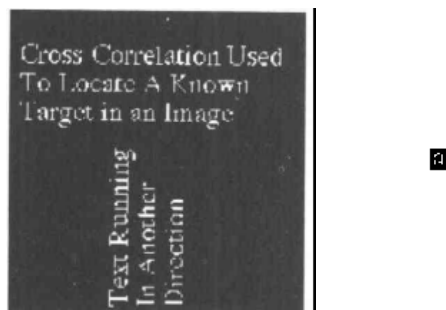 Cross Correlation Used
To Locate A Known
Target in an Image
Text Running
In Another
Direction
a